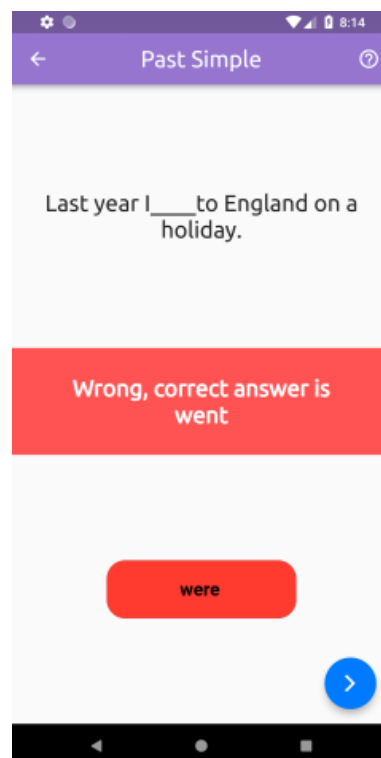 8:14
Past Simple
Last year I____to England on a
holiday.
Wrong, correct answer is
went
were